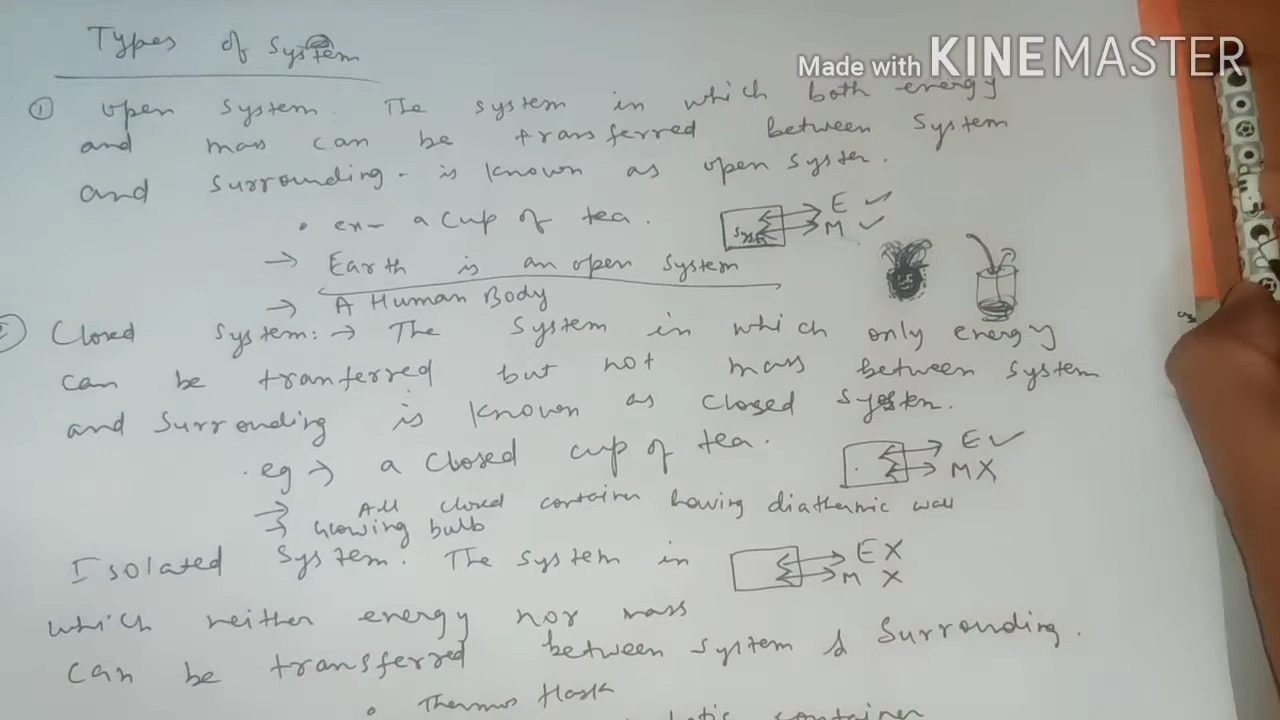 Types of System
Made with KINEMASTER
① open system. The system in which both energy
and mass can be transferred between system
and surrounding - is known as open system.
• ex- a cup of tea.
E ✓
M ✓
→ Earth is an open system
→ A Human Body
Closed system:→ The system in which only energy
can be tranferred but not mass between system
and surrounding is known as closed system.
.eg → a closed cup of tea.
E ✓
M X
→ All closed container having diathermic wall
→ Glowing bulb
Isolated system. The system in
E X
M X
which neither energy nor mass
can be transferred between system & surrounding.
• Thermos flask
container